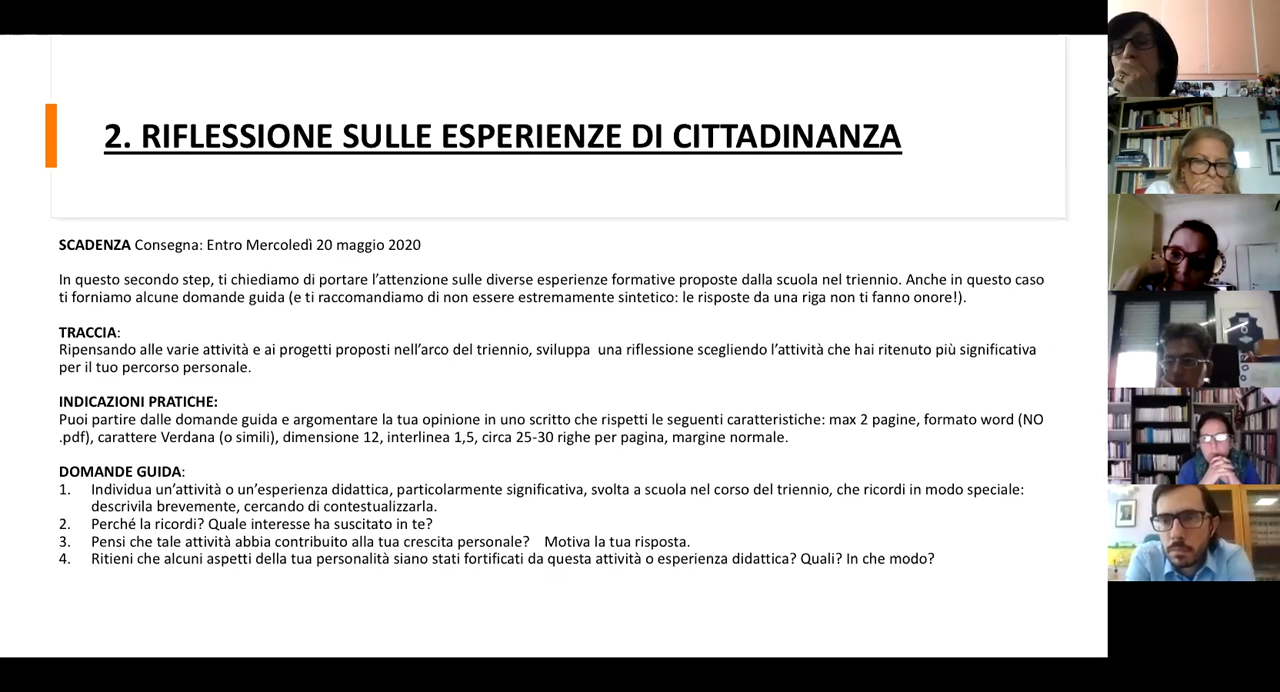 2. RIFLESSIONE SULLE ESPERIENZE DI CITTADINANZA
SCADENZA Consegna: Entro Mercoledì 20 maggio 2020
In questo secondo step, ti chiediamo di portare l’attenzione sulle diverse esperienze formative proposte dalla scuola nel triennio. Anche in questo caso
ti forniamo alcune domande guida (e ti raccomandiamo di non essere estremamente sintetico: le risposte da una riga non ti fanno onore!).
TRACCIA:
Ripensando alle varie attività e ai progetti proposti nell’arco del triennio, sviluppa  una riflessione scegliendo l’attività che hai ritenuto più significativa
per il tuo percorso personale.
INDICAZIONI PRATICHE:
Puoi partire dalle domande guida e argomentare la tua opinione in uno scritto che rispetti le seguenti caratteristiche: max 2 pagine, formato word (NO
.pdf), carattere Verdana (o simili), dimensione 12, interlinea 1,5, circa 25-30 righe per pagina, margine normale.
DOMANDE GUIDA:
1. Individua un’attività o un’esperienza didattica, particolarmente significativa, svolta a scuola nel corso del triennio, che ricordi in modo speciale:
descrivila brevemente, cercando di contestualizzarla.
2. Perché la ricordi? Quale interesse ha suscitato in te?
3. Pensi che tale attività abbia contribuito alla tua crescita personale?    Motiva la tua risposta.
4. Ritieni che alcuni aspetti della tua personalità siano stati fortificati da questa attività o esperienza didattica? Quali? In che modo?